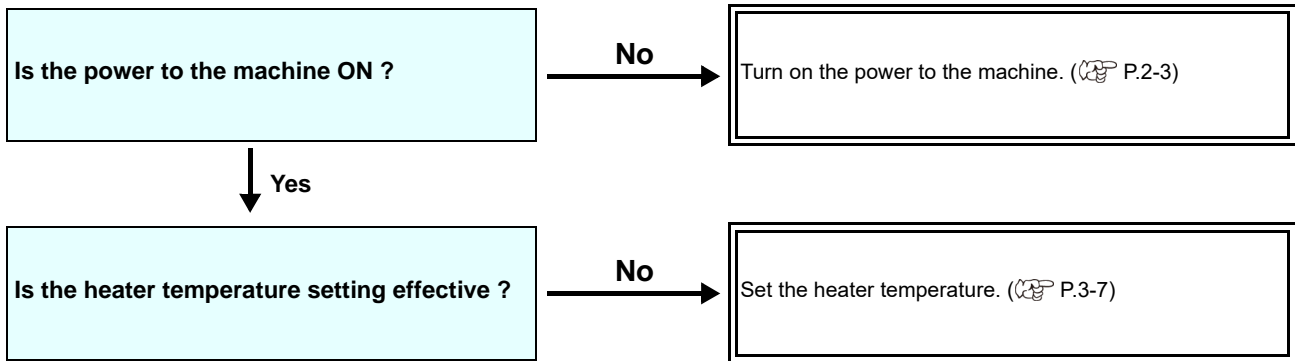 Is the power to the machine ON ?
No
Turn on the power to the machine. ( P.2-3)
Yes
Is the heater temperature setting effective ?
No
Set the heater temperature. ( P.3-7)